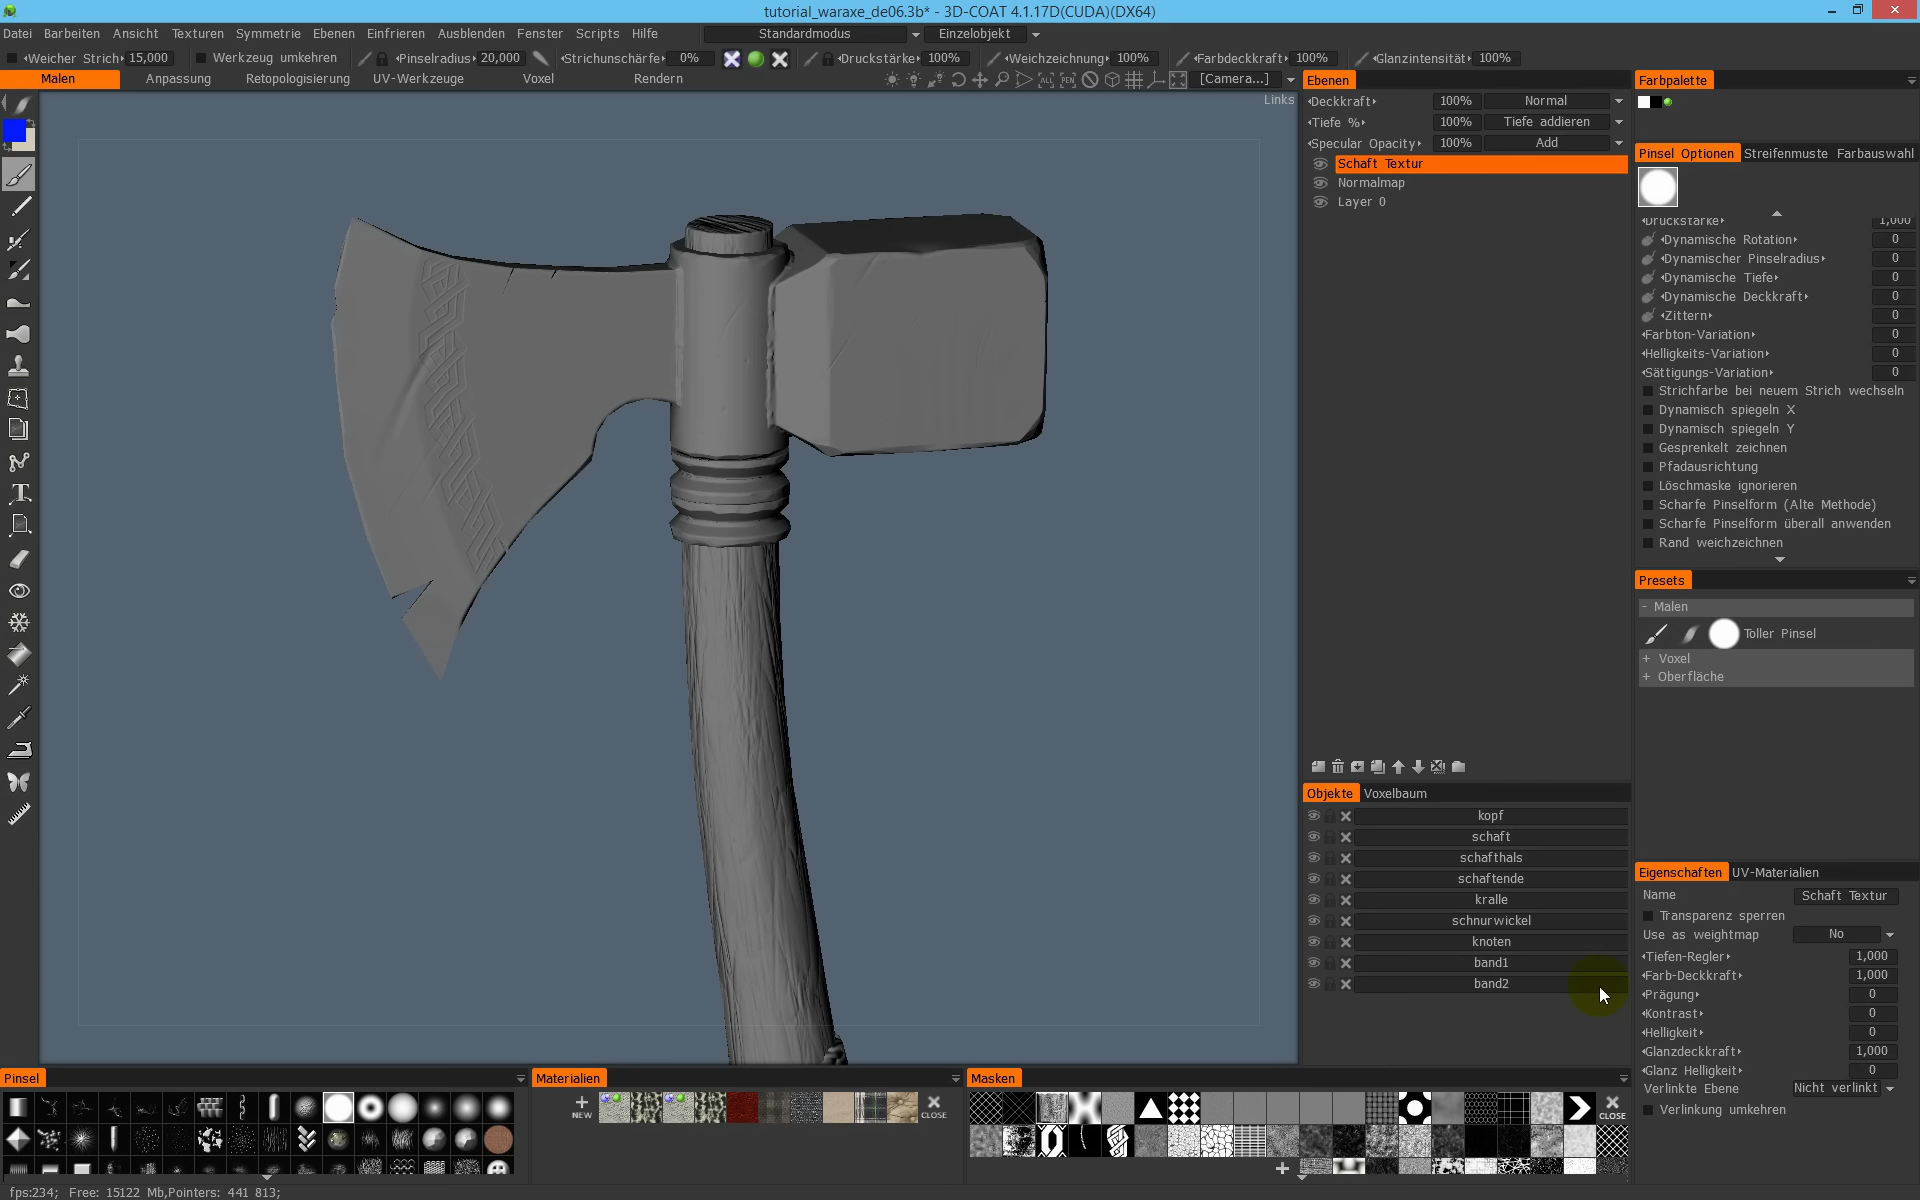 tutorial_waraxe_de06.3b* - 3D-COAT 4.1.17D(CUDA)(DX64)
Datei Bearbeiten Ansicht Texturen Symmetrie Ebenen Einfrieren Ausblenden Fenster Scripts Hilfe Standardmodus Einzelobjekt
Weicher Strich 15,000 Werkzeug umkehren Pinselradius 20,000 Strichunschärfe 0% Druckstärke 100% Weichzeichnung 100% Farbdeckkraft 100% Glanzintensität 100%
Malen Anpassung Retopologisierung UV-Werkzeuge Voxel Rendern [Camera...]
Links
Ebenen
Deckkraft 100% Normal
Tiefe % 100% Tiefe addieren
Specular Opacity 100% Add
Schaft Textur
Normalmap
Layer 0
Objekte Voxelbaum
kopf
schaft
schafthals
schaftende
kralle
schnurwickel
knoten
band1
band2
Farbpalette
Pinsel Optionen Streifenmuste Farbauswahl
Druckstärke 1,000
Dynamische Rotation 0
Dynamischer Pinselradius 0
Dynamische Tiefe 0
Dynamische Deckkraft 0
Zittern 0
Farbton-Variation 0
Helligkeits-Variation 0
Sättigungs-Variation 0
Strichfarbe bei neuem Strich wechseln
Dynamisch spiegeln X
Dynamisch spiegeln Y
Gesprenkelt zeichnen
Pfadausrichtung
Löschmaske ignorieren
Scharfe Pinselform (Alte Methode)
Scharfe Pinselform überall anwenden
Rand weichzeichnen
Presets
- Malen
Toller Pinsel
+ Voxel
+ Oberfläche
Eigenschaften UV-Materialien
Name Schaft Textur
Transparenz sperren
Use as weightmap No
Tiefen-Regler 1,000
Farb-Deckkraft 1,000
Prägung 0
Kontrast 0
Helligkeit 0
Glanzdeckkraft 1,000
Glanz Helligkeit 0
Verlinkte Ebene Nicht verlinkt
Verlinkung umkehren
Pinsel
Materialien
NEW
CLOSE
Masken
CLOSE
fps:234; Free: 15122 Mb,Pointers: 441 813;